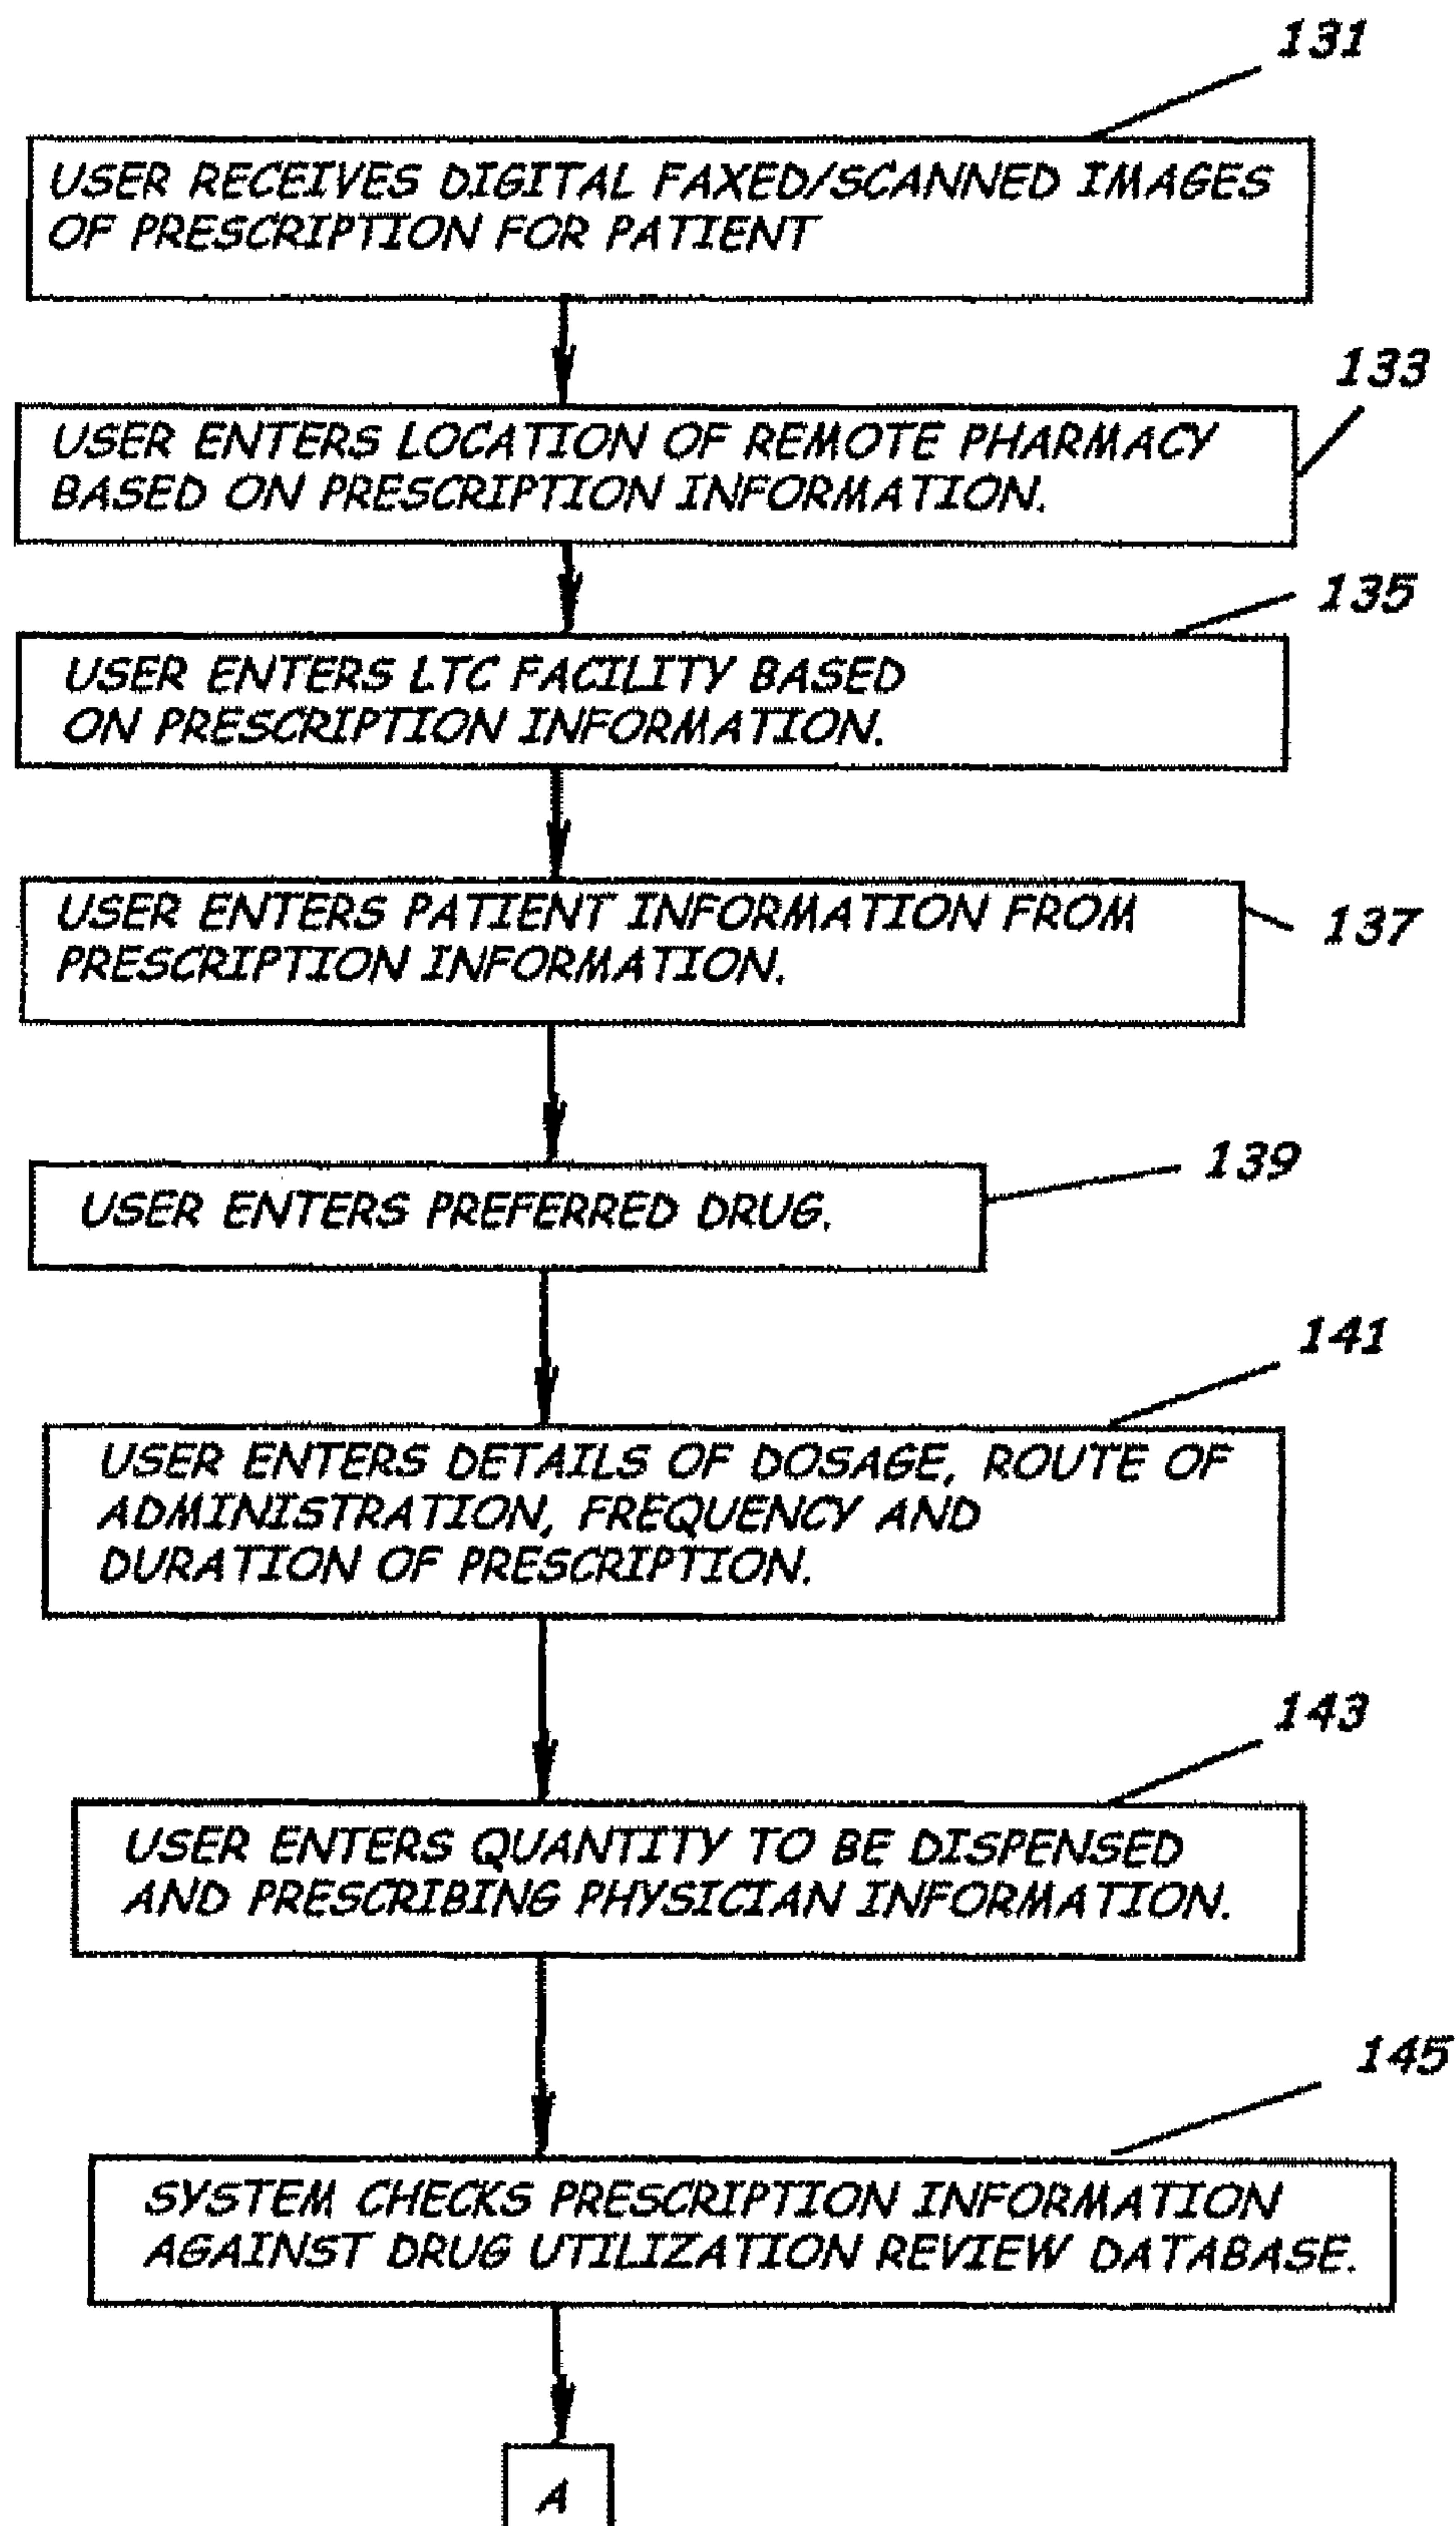 131
USER RECEIVES DIGITAL FAXED/SCANNED IMAGES
OF PRESCRIPTION FOR PATIENT
133
USER ENTERS LOCATION OF REMOTE PHARMACY
BASED ON PRESCRIPTION INFORMATION.
135
USER ENTERS LTC FACILITY BASED
ON PRESCRIPTION INFORMATION.
USER ENTERS PATIENT INFORMATION FROM
137
PRESCRIPTION INFORMATION.
139
USER ENTERS PREFERRED DRUG.
141
USER ENTERS DETAILS OF DOSAGE, ROUTE OF
ADMINISTRATION, FREQUENCY AND
DURATION OF PRESCRIPTION.
143
USER ENTERS QUANTITY TO BE DISPENSED
AND PRESCRIBING PHYSICIAN INFORMATION.
145
SYSTEM CHECKS PRESCRIPTION INFORMATION
AGAINST DRUG UTILIZATION REVIEW DATABASE.
A